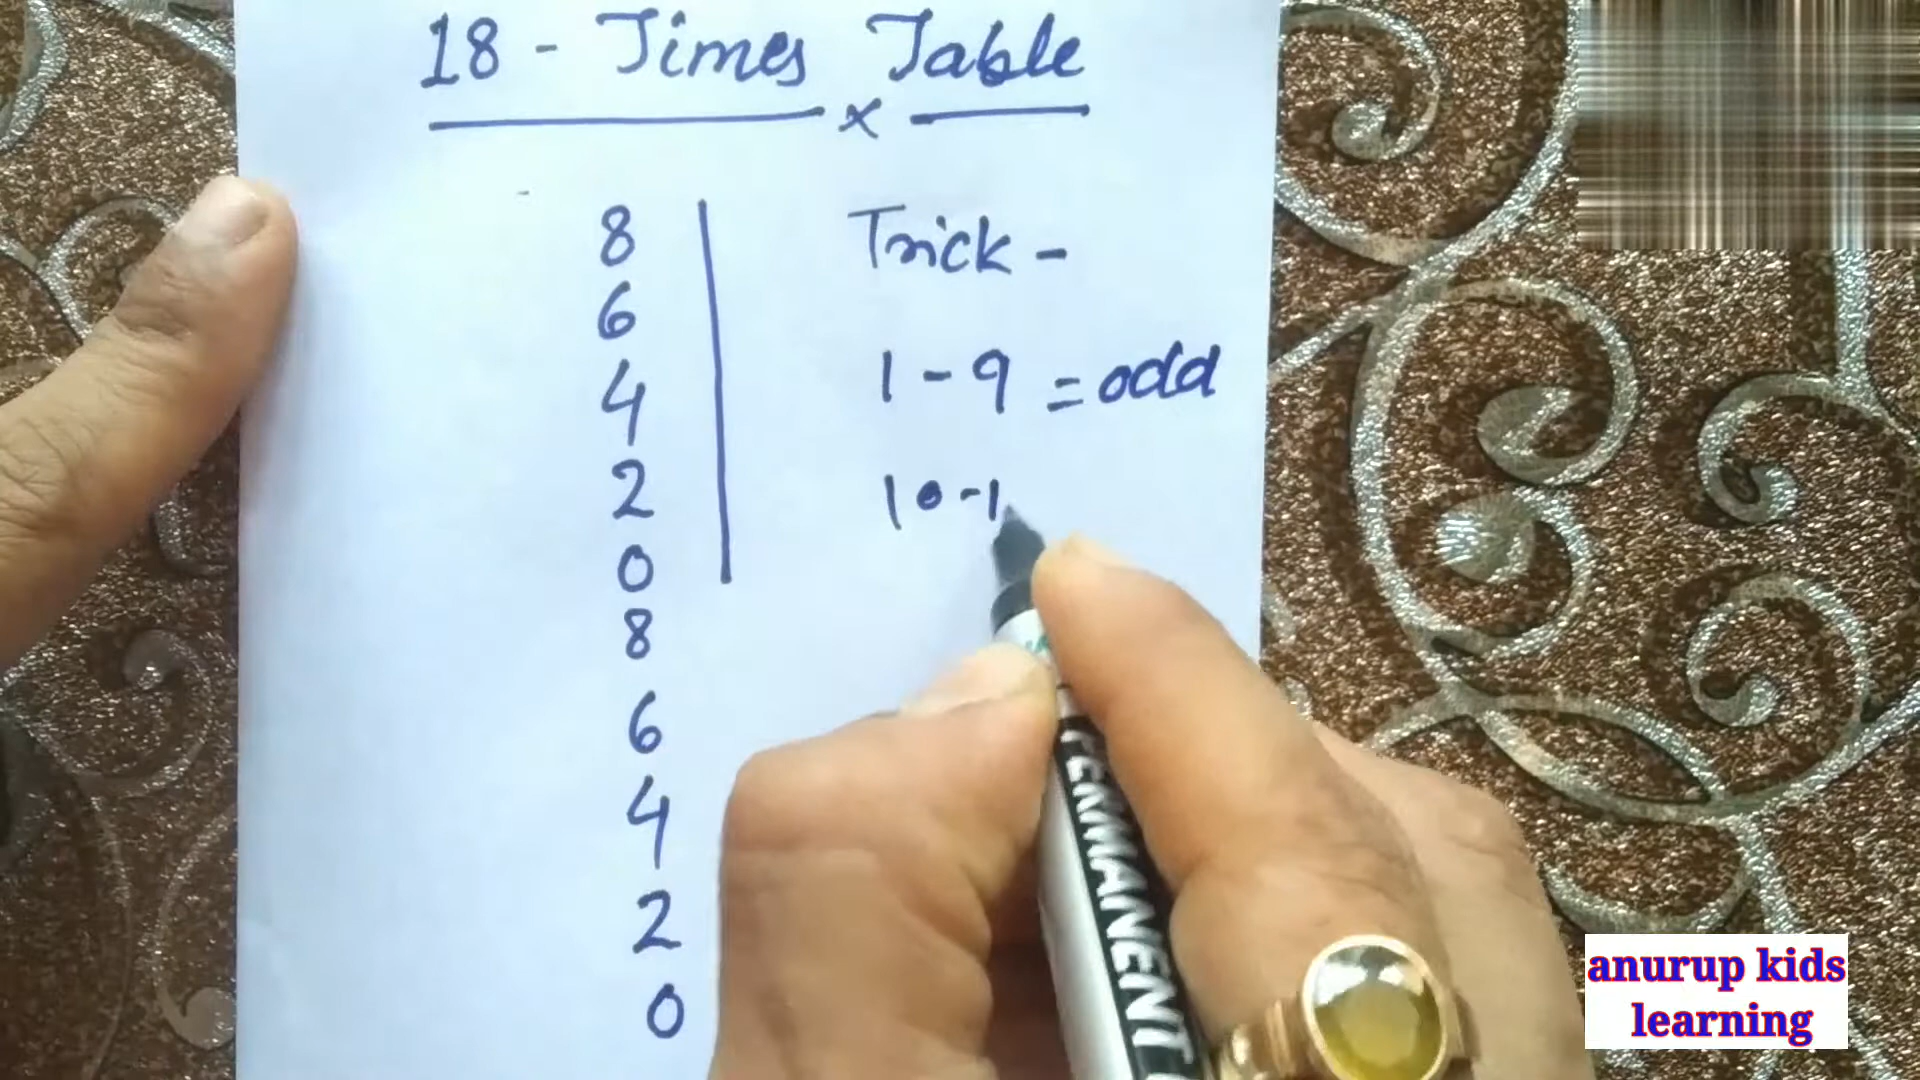 18 - Times Table
x
8
6
4
2
0
8
6
4
2
0
Trick -
1 - 9 = odd
10-1
PERMANENT
anurup kids
learning